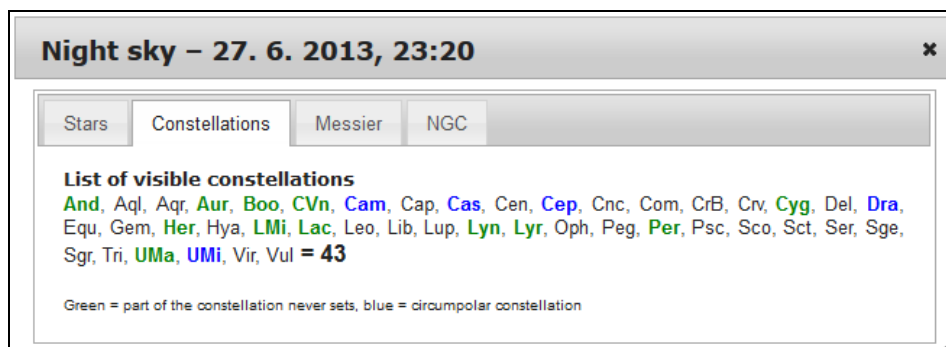 Night sky – 27. 6. 2013, 23:20 ×
Stars Constellations Messier NGC
List of visible constellations
And, Aql, Aqr, Aur, Boo, CVn, Cam, Cap, Cas, Cen, Cep, Cnc, Com, CrB, Crv, Cyg, Del, Dra,
Equ, Gem, Her, Hya, LMi, Lac, Leo, Lib, Lup, Lyn, Lyr, Oph, Peg, Per, Psc, Sco, Sct, Ser, Sge,
Sgr, Tri, UMa, UMi, Vir, Vul = 43
Green = part of the constellation never sets, blue = circumpolar constellation